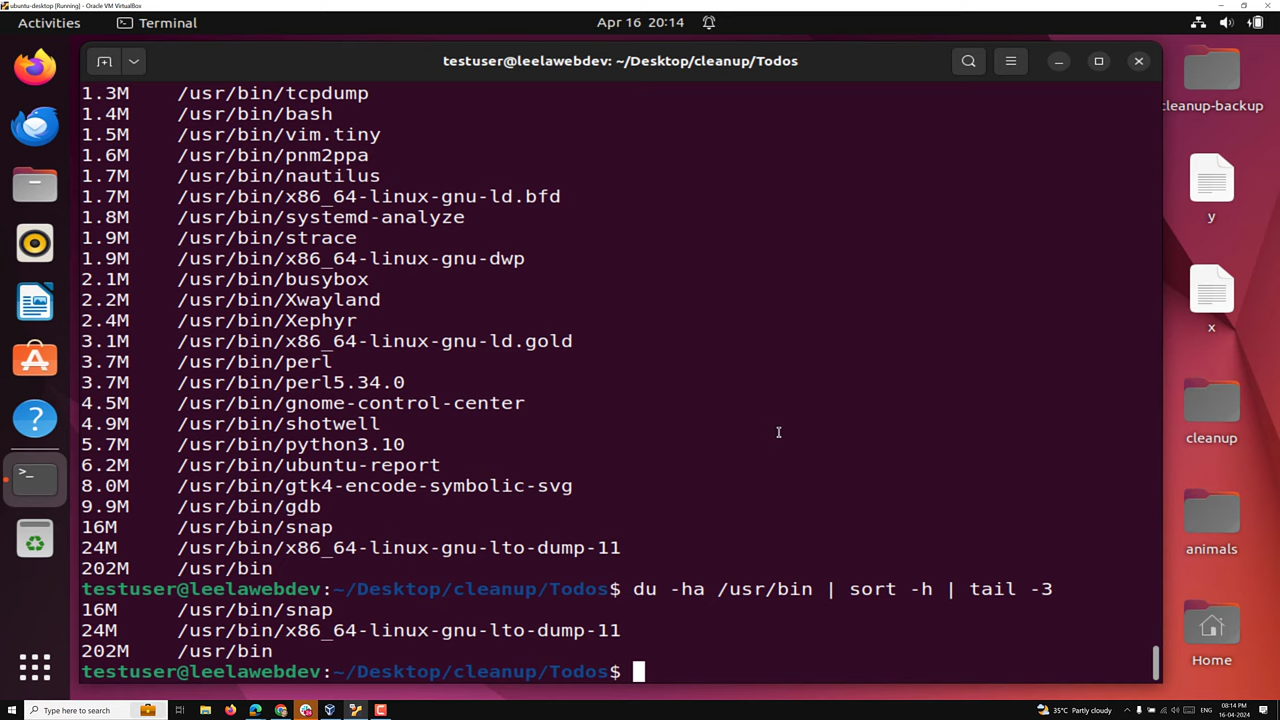 ubuntu-desktop [Running] - Oracle VM VirtualBox
Activities
Terminal
Apr 16 20:14
testuser@leelawebdev: ~/Desktop/cleanup/Todos
1.3M /usr/bin/tcpdump
1.4M /usr/bin/bash
1.5M /usr/bin/vim.tiny
1.6M /usr/bin/pnm2ppa
1.7M /usr/bin/nautilus
1.7M /usr/bin/x86_64-linux-gnu-ld.bfd
1.8M /usr/bin/systemd-analyze
1.9M /usr/bin/strace
1.9M /usr/bin/x86_64-linux-gnu-dwp
2.1M /usr/bin/busybox
2.2M /usr/bin/Xwayland
2.4M /usr/bin/Xephyr
3.1M /usr/bin/x86_64-linux-gnu-ld.gold
3.7M /usr/bin/perl
3.7M /usr/bin/perl5.34.0
4.5M /usr/bin/gnome-control-center
4.9M /usr/bin/shotwell
5.7M /usr/bin/python3.10
6.2M /usr/bin/ubuntu-report
8.0M /usr/bin/gtk4-encode-symbolic-svg
9.9M /usr/bin/gdb
16M /usr/bin/snap
24M /usr/bin/x86_64-linux-gnu-lto-dump-11
202M /usr/bin
testuser@leelawebdev:~/Desktop/cleanup/Todos$ du -ha /usr/bin | sort -h | tail -3
16M /usr/bin/snap
24M /usr/bin/x86_64-linux-gnu-lto-dump-11
202M /usr/bin
testuser@leelawebdev:~/Desktop/cleanup/Todos$
cleanup-backup
y
x
cleanup
animals
Home
Type here to search
35°C Partly cloudy
ENG
08:14 PM
16-04-2024